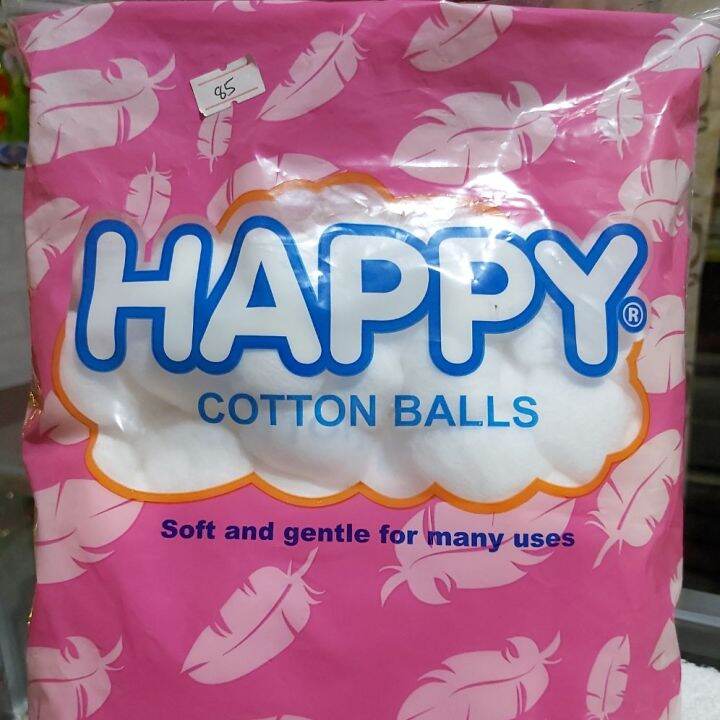 85
HAPPY®
COTTON BALLS
Soft and gentle for many uses